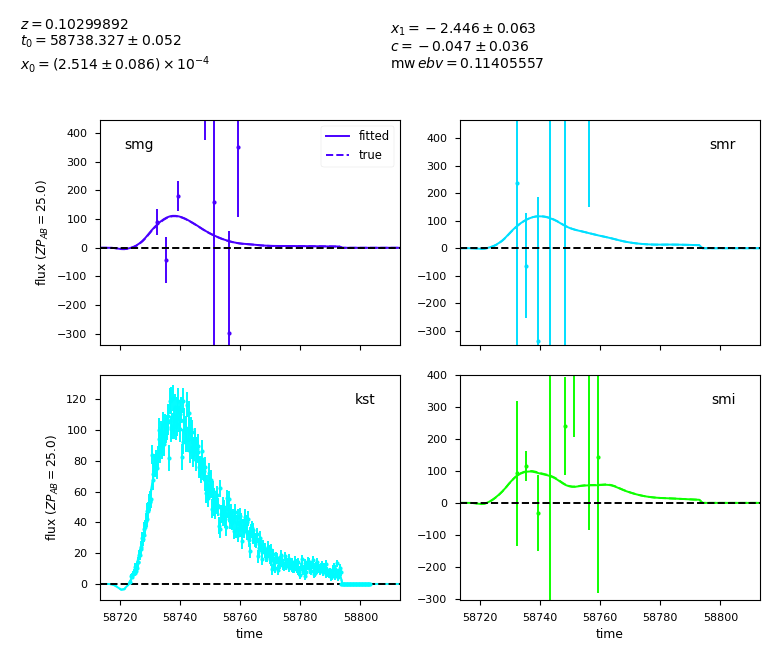 z = 0.10299892
t0 = 58738.327 ± 0.052
x0 = (2.514 ± 0.086) × 10^−4
x1 = −2.446 ± 0.063
c = −0.047 ± 0.036
mw ebv = 0.11405557
smg
fitted
true
400
300
200
100
0
−100
−200
−300
flux (ZP_AB = 25.0)
smr
400
300
200
100
0
−100
−200
−300
kst
120
100
80
60
40
20
0
flux (ZP_AB = 25.0)
58720 58740 58760 58780 58800
time
smi
400
300
200
100
0
−100
−200
−300
58720 58740 58760 58780 58800
time